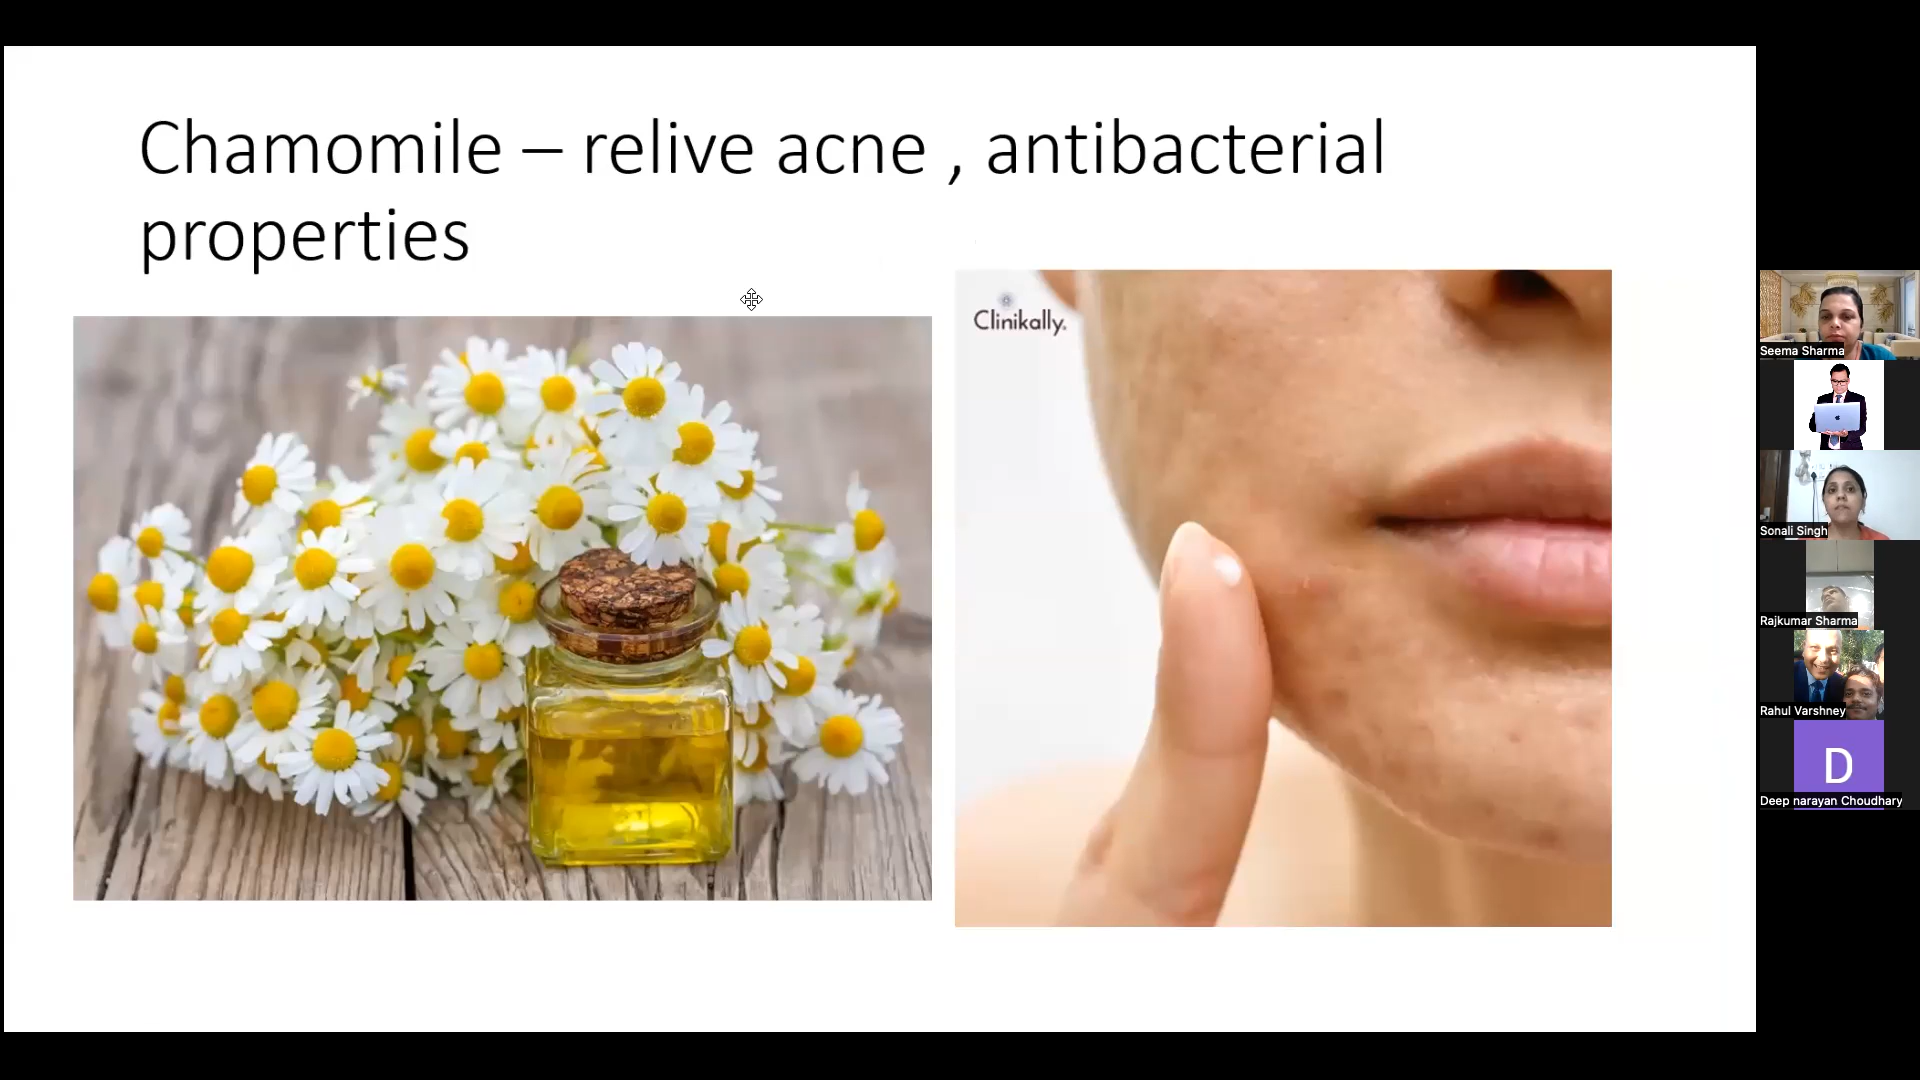 Chamomile – relive acne , antibacterial
properties
Clinikally.
Seema Sharma
Sonali Singh
Rajkumar Sharma
Rahul Varshney
D
Deep narayan Choudhary